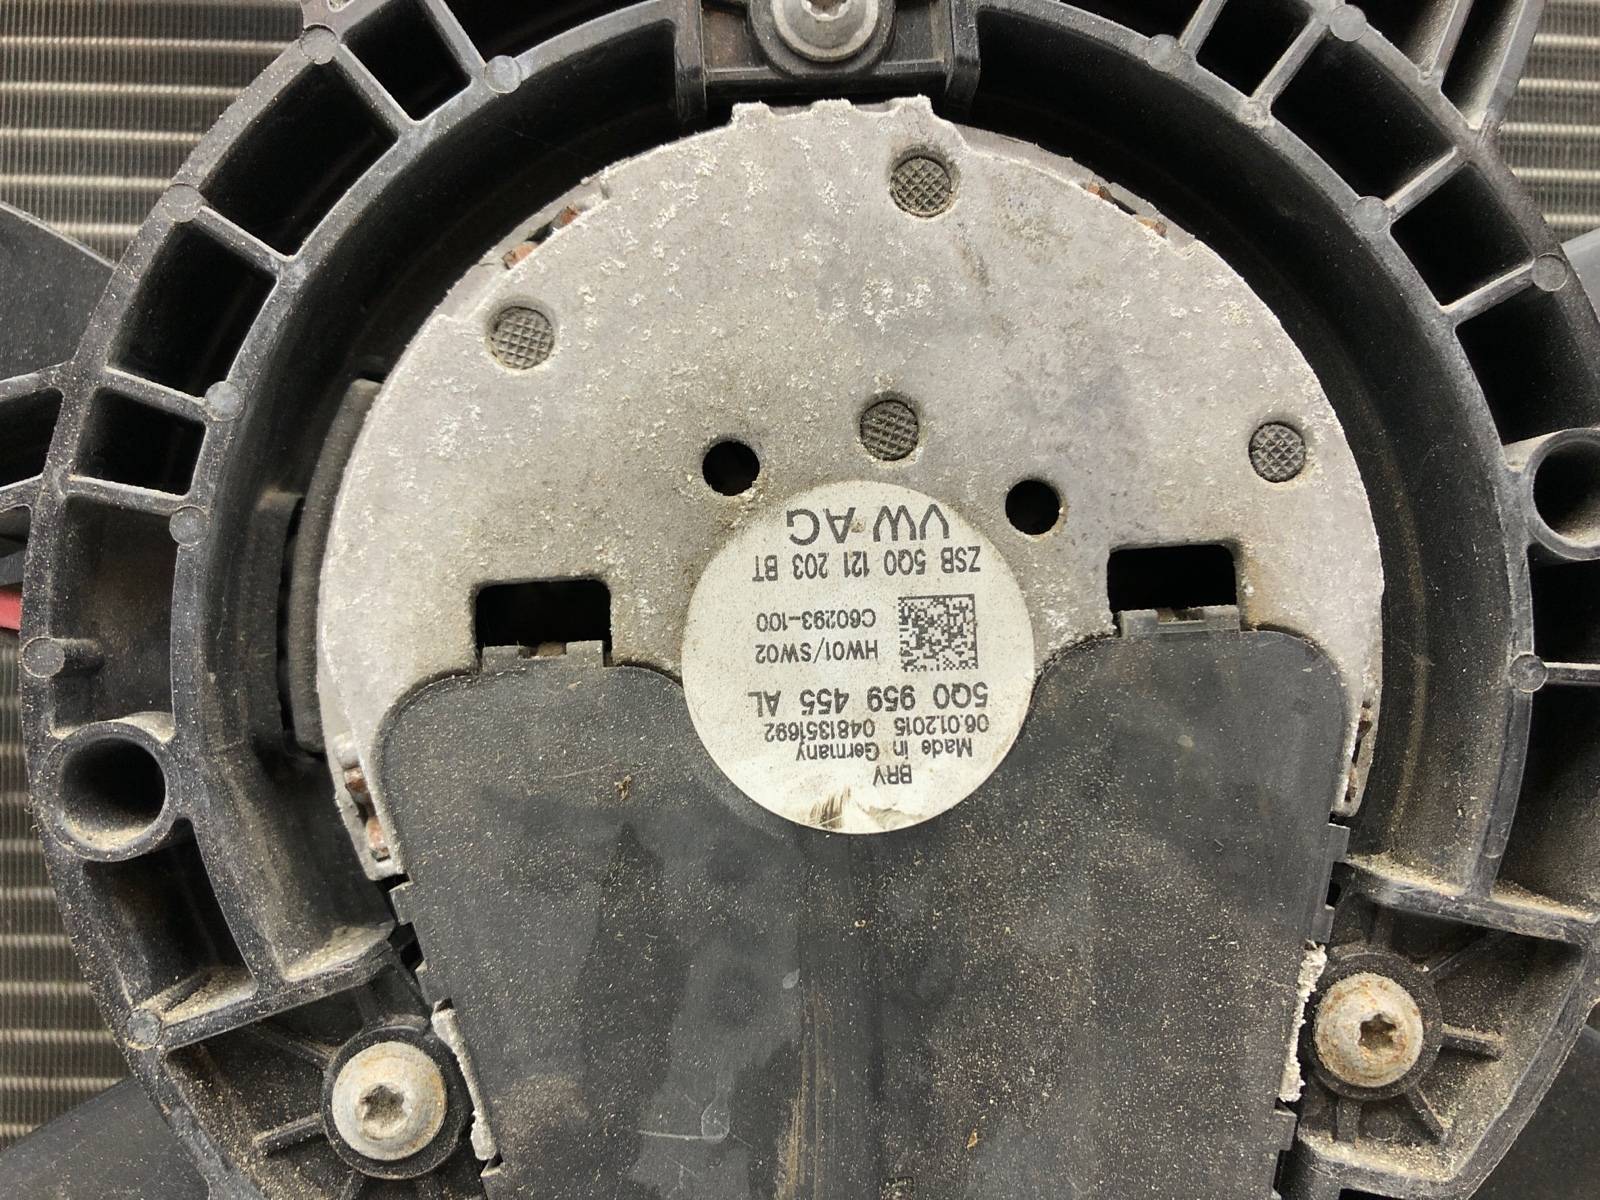 BRV
Made in Germany
06.01.2015 0481351692
5Q0 959 455 AL
HW01/SW02
C60293-100
ZSB 5Q0 121 203 BT
VW AG